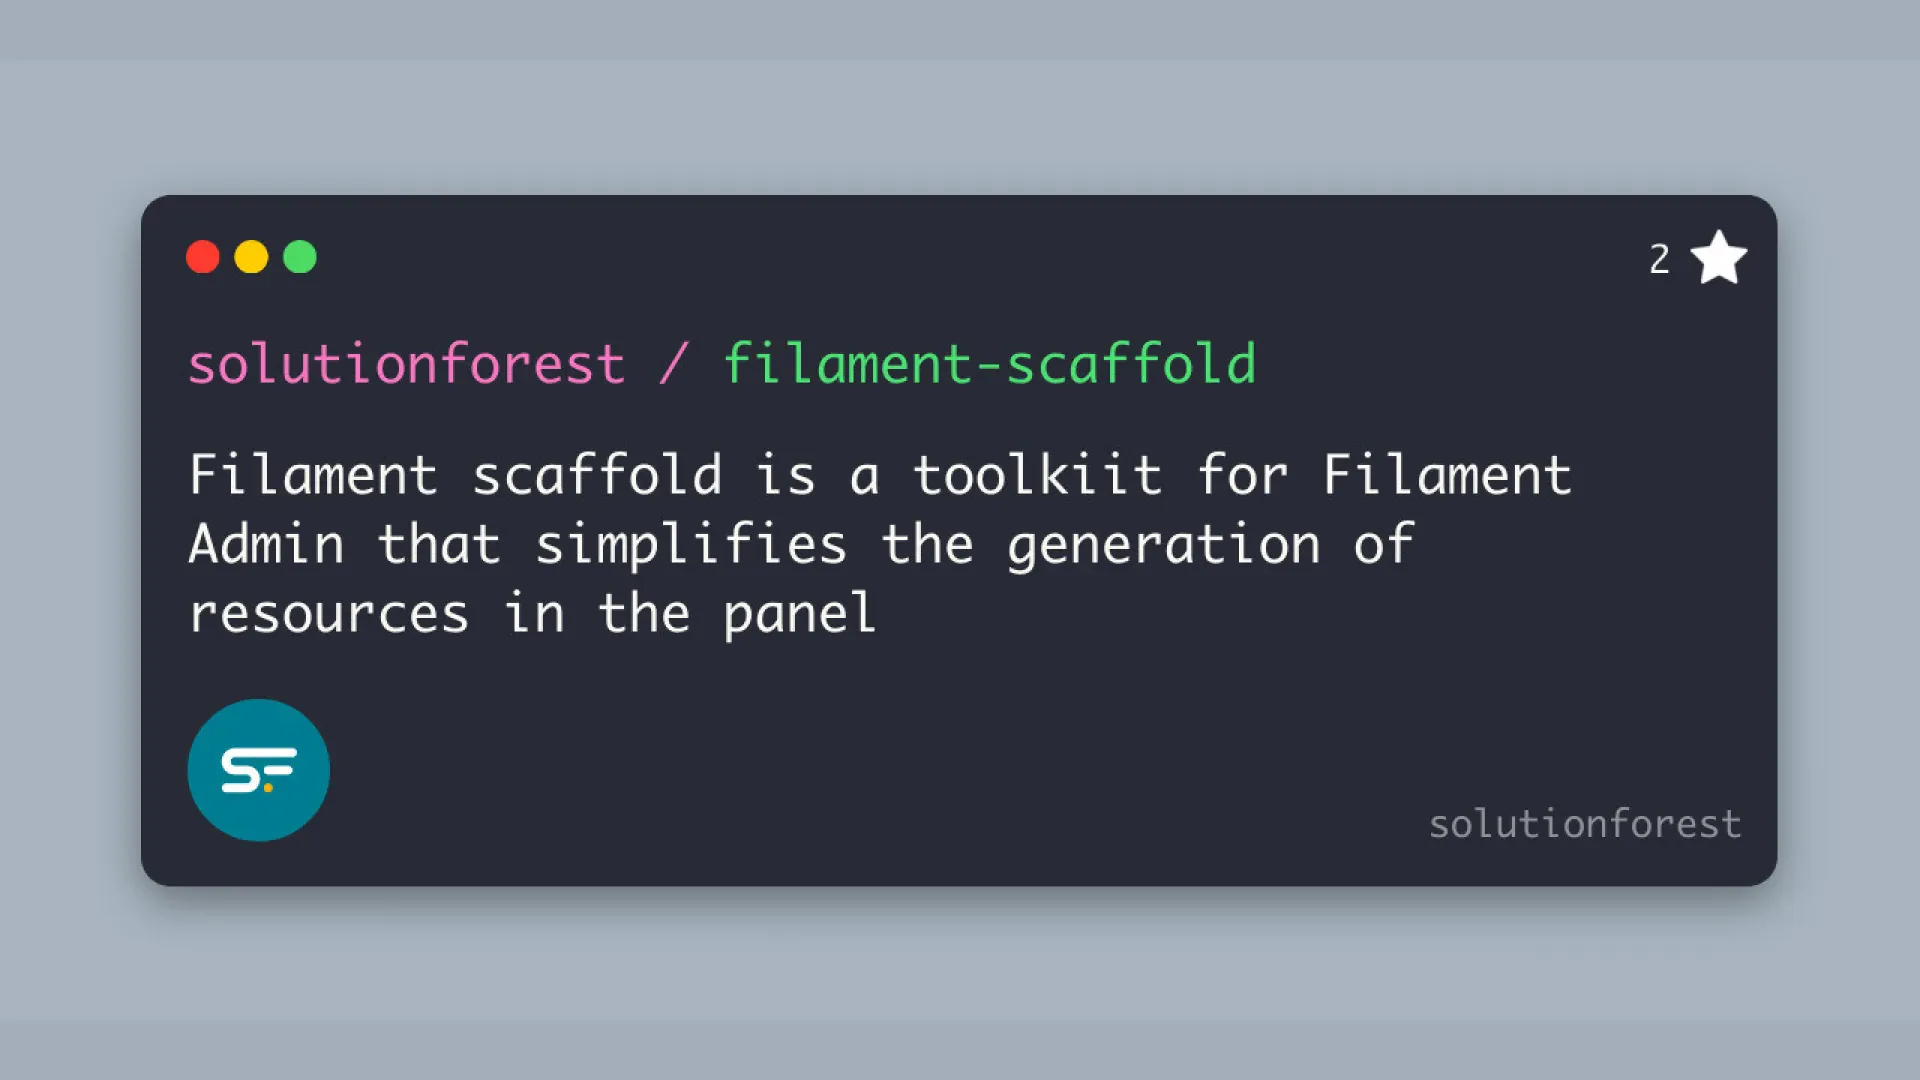 2
solutionforest / filament-scaffold
Filament scaffold is a toolkiit for Filament
Admin that simplifies the generation of
resources in the panel
SF
solutionforest